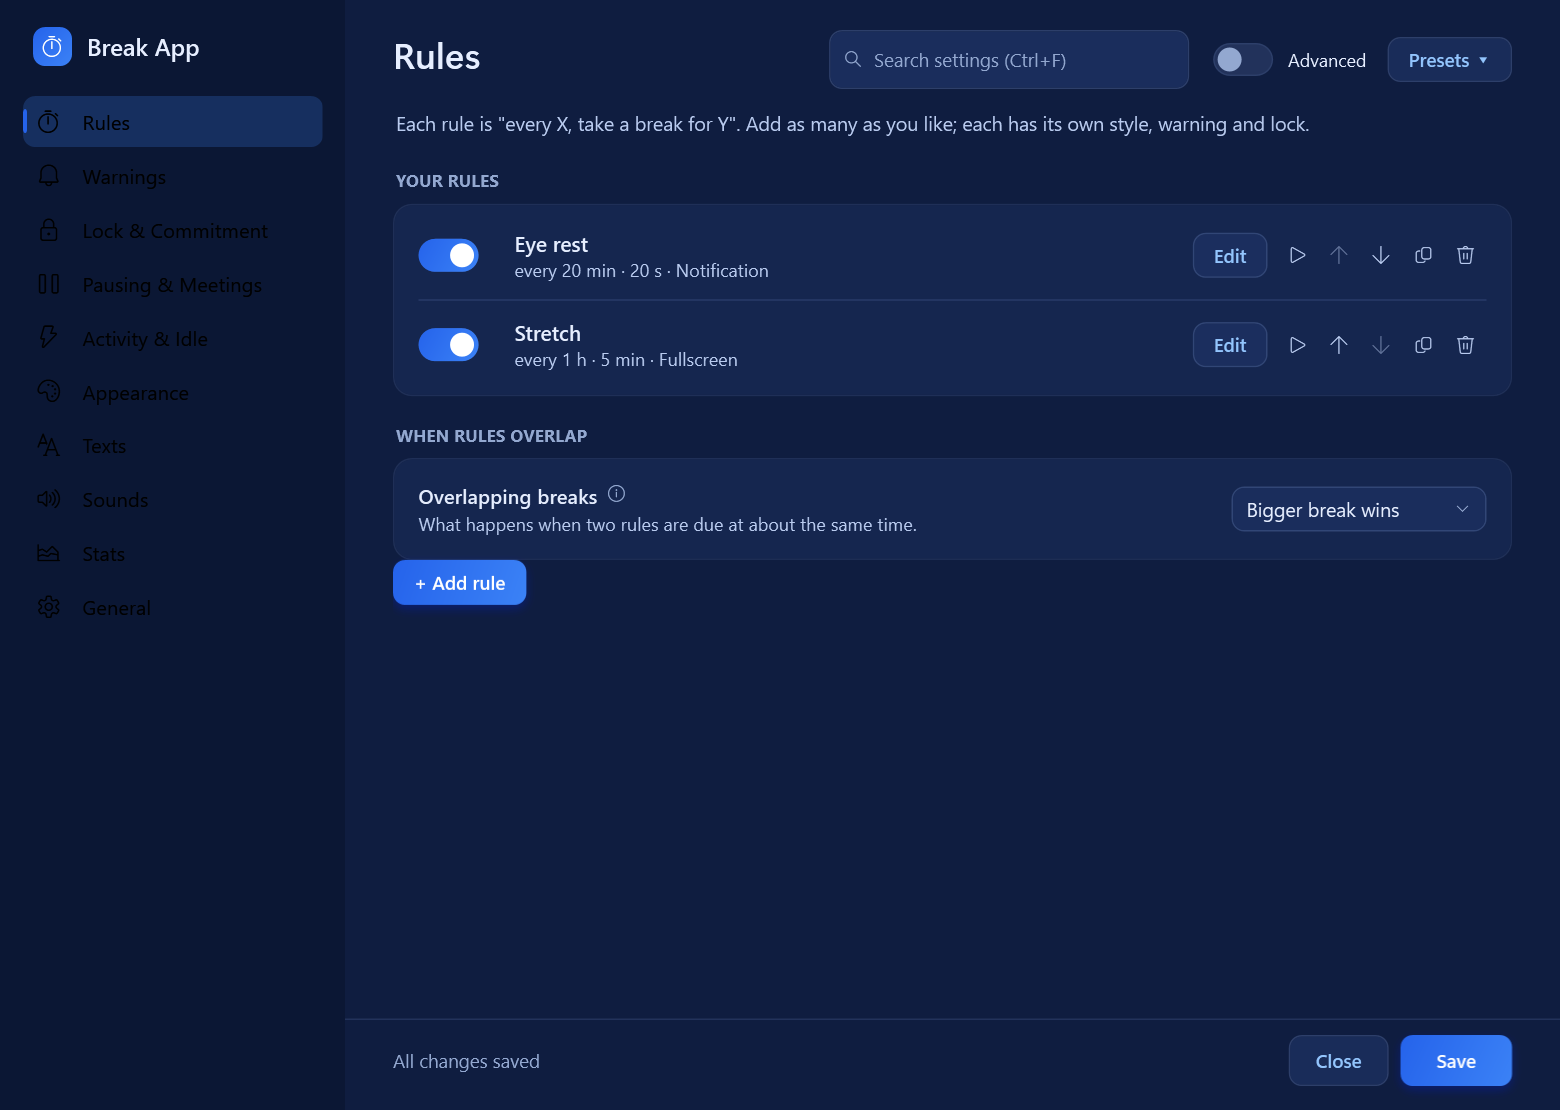 Break App
Rules
Warnings
Lock & Commitment
Pausing & Meetings
Activity & Idle
Appearance
Texts
Sounds
Stats
General
Rules
Search settings (Ctrl+F)
Advanced
Presets
Each rule is "every X, take a break for Y". Add as many as you like; each has its own style, warning and lock.
YOUR RULES
Eye rest
every 20 min · 20 s · Notification
Edit
Stretch
every 1 h · 5 min · Fullscreen
Edit
WHEN RULES OVERLAP
Overlapping breaks
What happens when two rules are due at about the same time.
Bigger break wins
+ Add rule
All changes saved
Close
Save